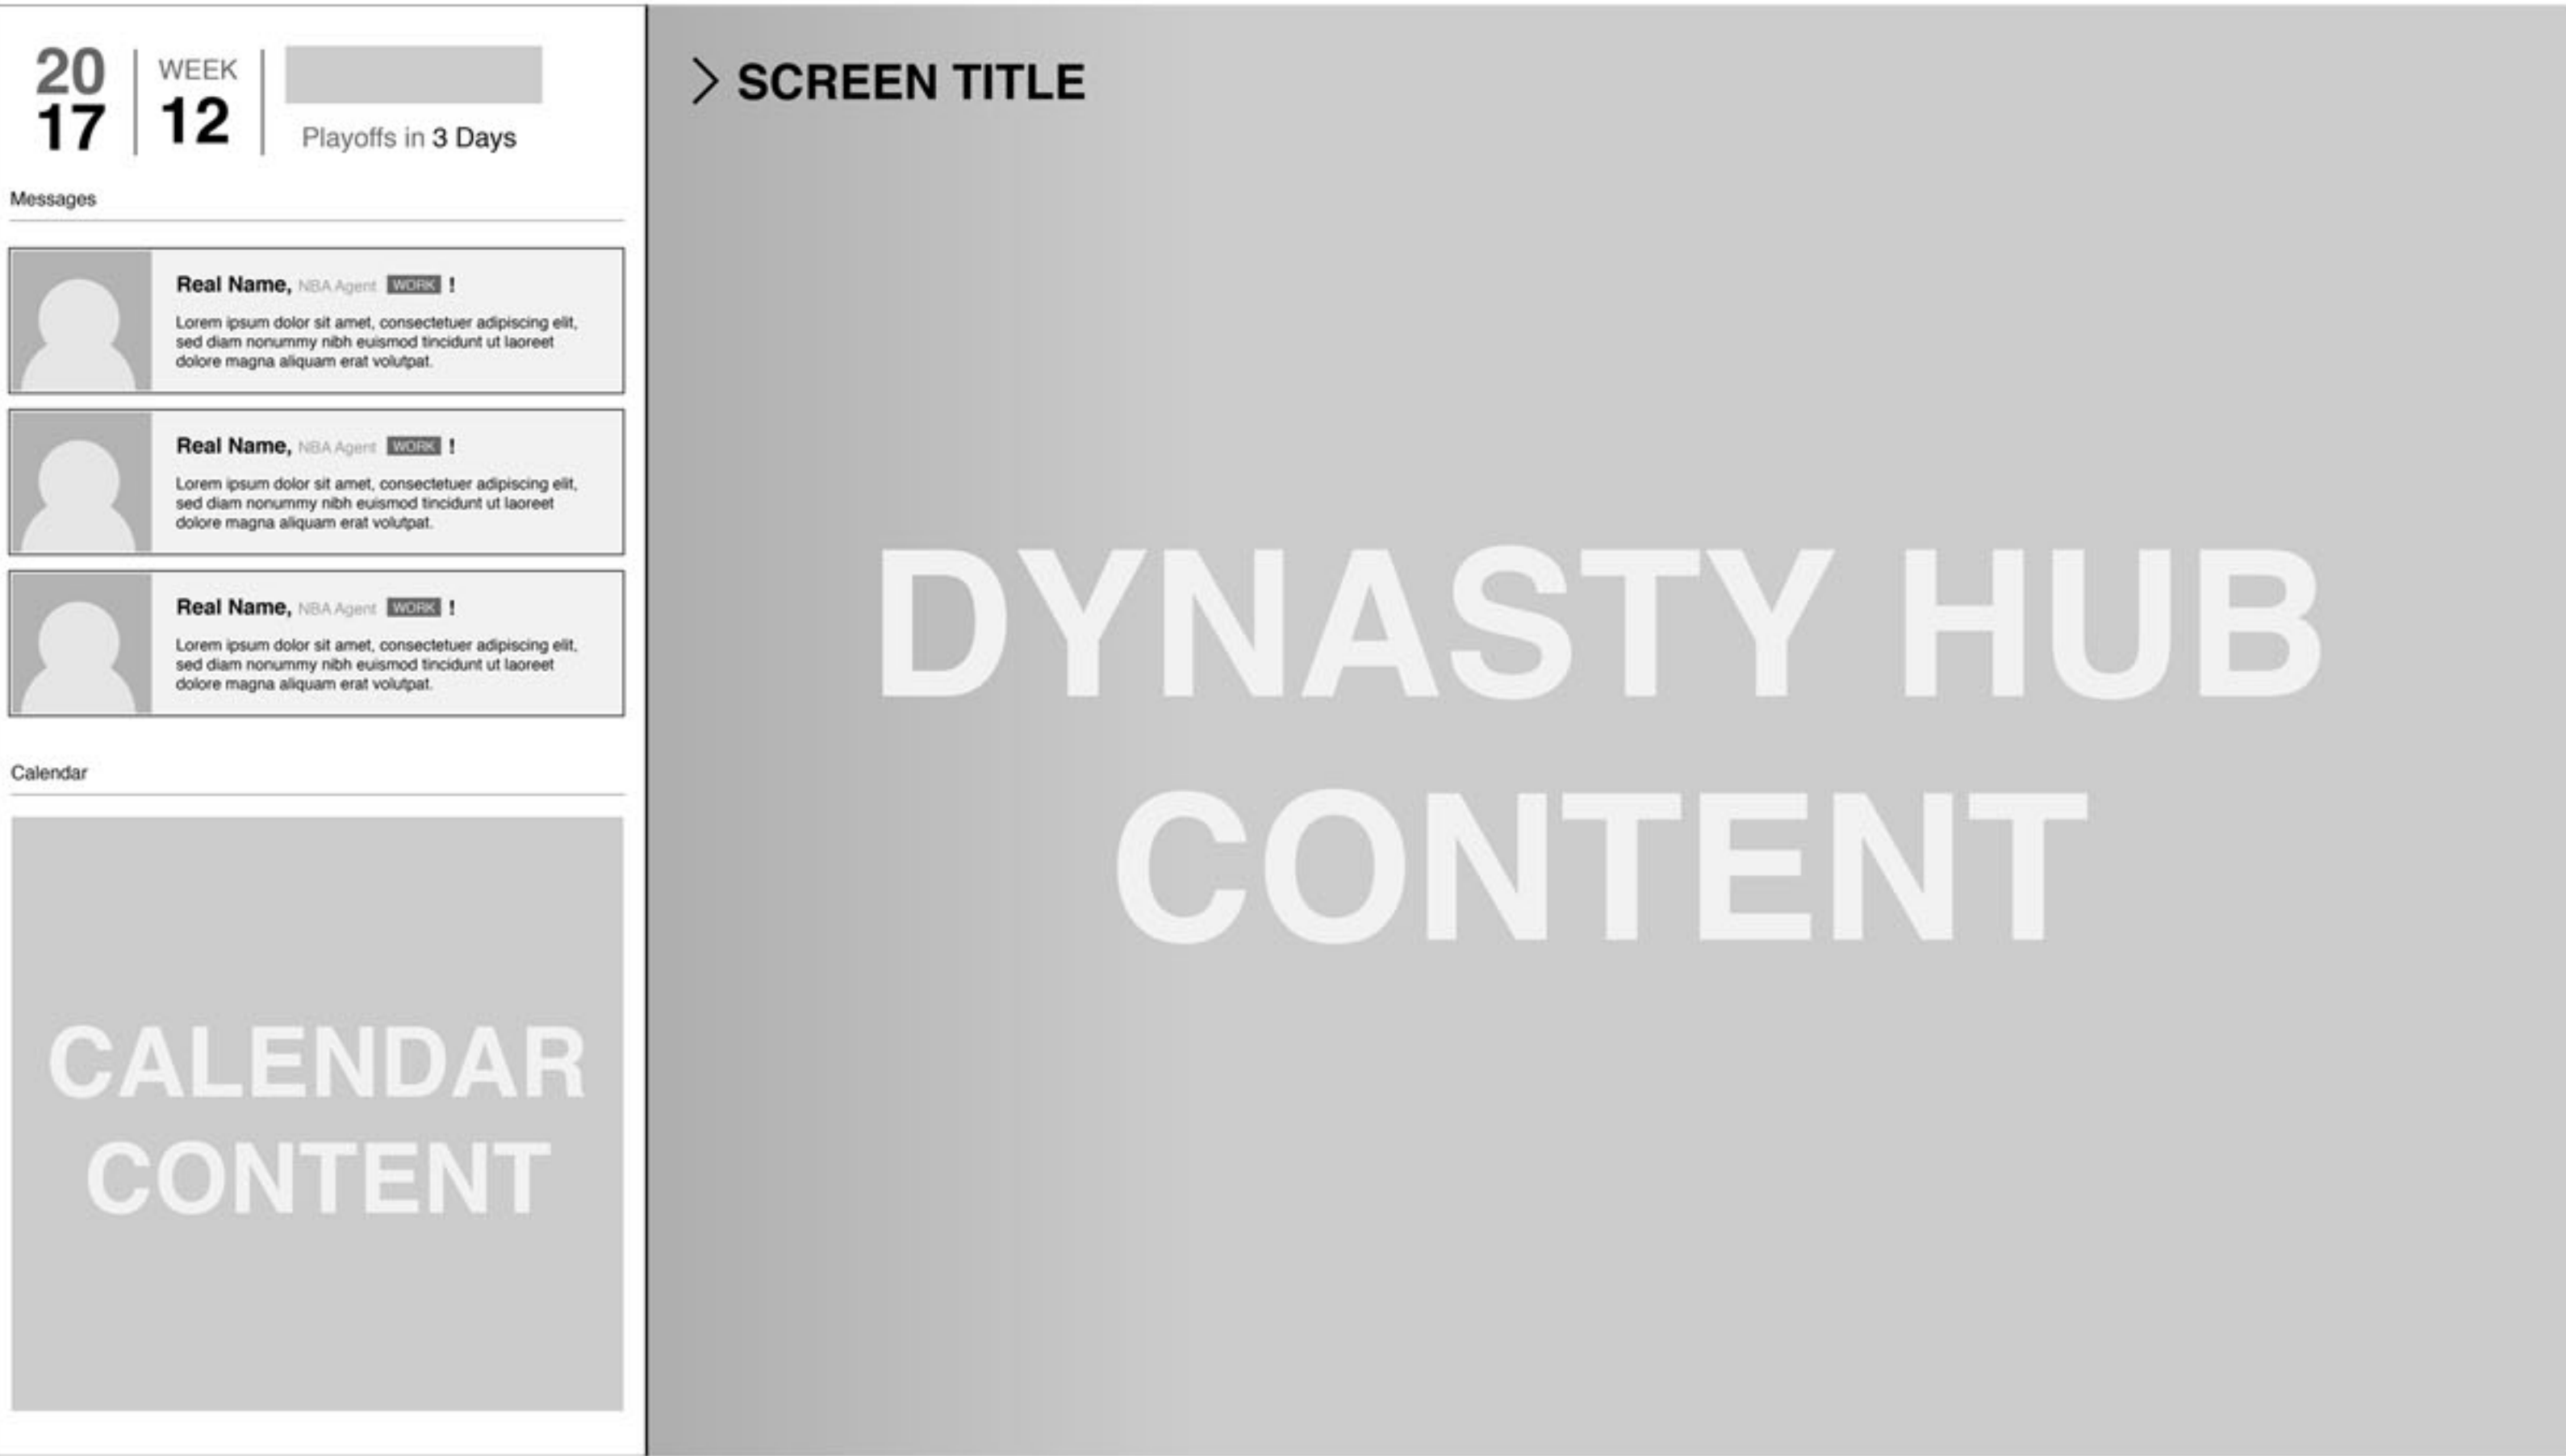 20
17
WEEK
12
Playoffs in 3 Days
Messages
Real Name, NBA Agent WORK !
Lorem ipsum dolor sit amet, consectetuer adipiscing elit,
sed diam nonummy nibh euismod tincidunt ut laoreet
dolore magna aliquam erat volutpat.
Real Name, NBA Agent WORK !
Lorem ipsum dolor sit amet, consectetuer adipiscing elit,
sed diam nonummy nibh euismod tincidunt ut laoreet
dolore magna aliquam erat volutpat.
Real Name, NBA Agent WORK !
Lorem ipsum dolor sit amet, consectetuer adipiscing elit,
sed diam nonummy nibh euismod tincidunt ut laoreet
dolore magna aliquam erat volutpat.
Calendar
CALENDAR
CONTENT
SCREEN TITLE
DYNASTY HUB
CONTENT